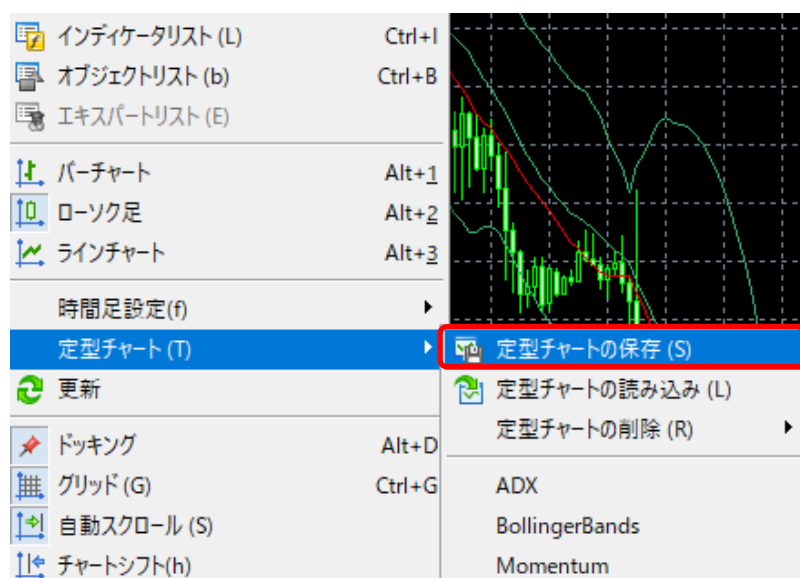 インディケータリスト (L) Ctrl+I
オブジェクトリスト (b) Ctrl+B
エキスパートリスト (E)
バーチャート Alt+1
ローソク足 Alt+2
ラインチャート Alt+3
時間足設定(f)
定型チャート (T)
更新
ドッキング Alt+D
グリッド (G) Ctrl+G
自動スクロール (S)
チャートシフト(h)
定型チャートの保存 (S)
定型チャートの読み込み (L)
定型チャートの削除 (R)
ADX
BollingerBands
Momentum